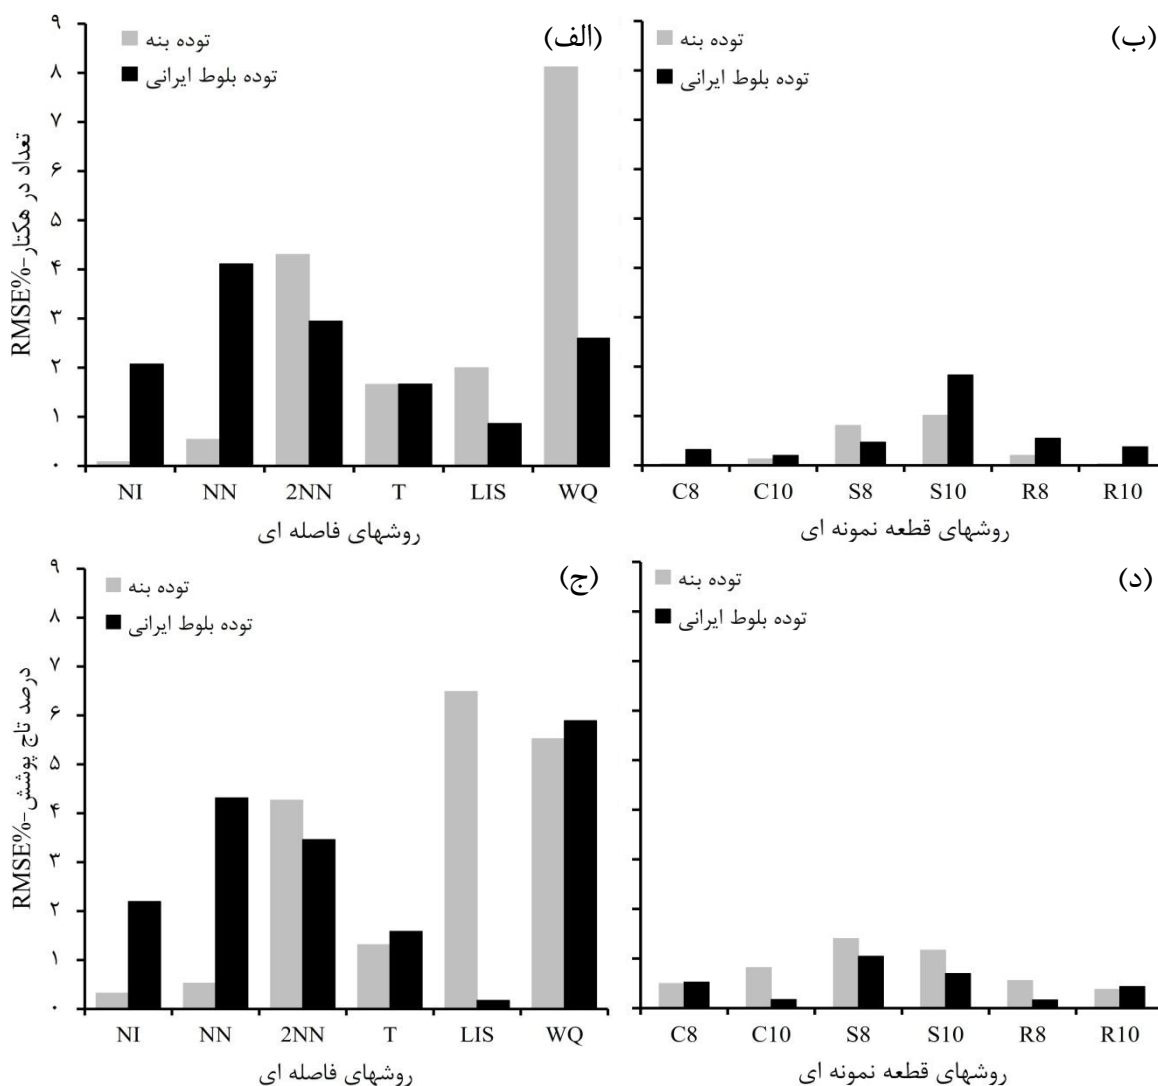 (الف)
توده بنه
توده بلوط ایرانی
RMSE%-تعداد در هکتار
۹
۸
۷
۶
۵
۴
۳
۲
۱
۰
NI NN 2NN T LIS WQ
روشهای فاصله ای
(ب)
توده بنه
توده بلوط ایرانی
C8 C10 S8 S10 R8 R10
روشهای قطعه نمونه ای
(ج)
توده بنه
توده بلوط ایرانی
RMSE%-درصد تاج پوشش
۹
۸
۷
۶
۵
۴
۳
۲
۱
۰
NI NN 2NN T LIS WQ
روشهای فاصله ای
(د)
توده بنه
توده بلوط ایرانی
C8 C10 S8 S10 R8 R10
روشهای قطعه نمونه ای